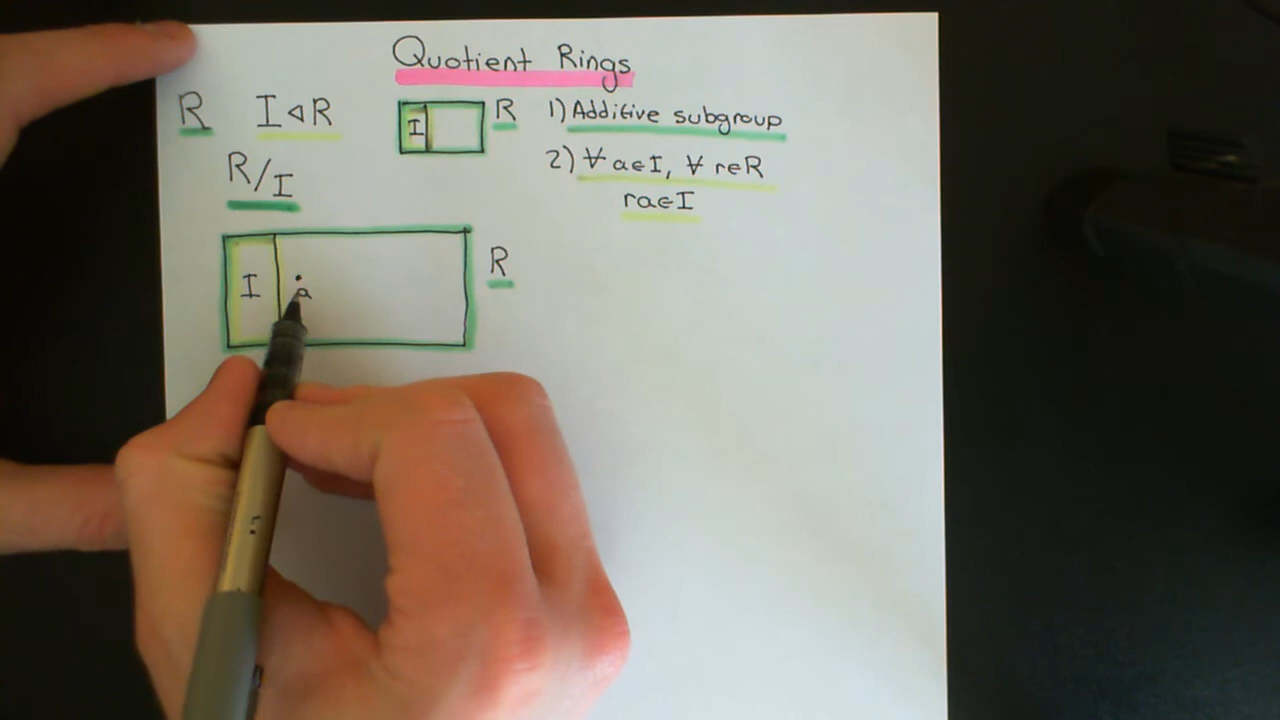 Quotient Rings
R I ◁ R
I R
1) Additive subgroup
2) ∀ a∈I, ∀ r∈R
ra∈I
R/I
I a R